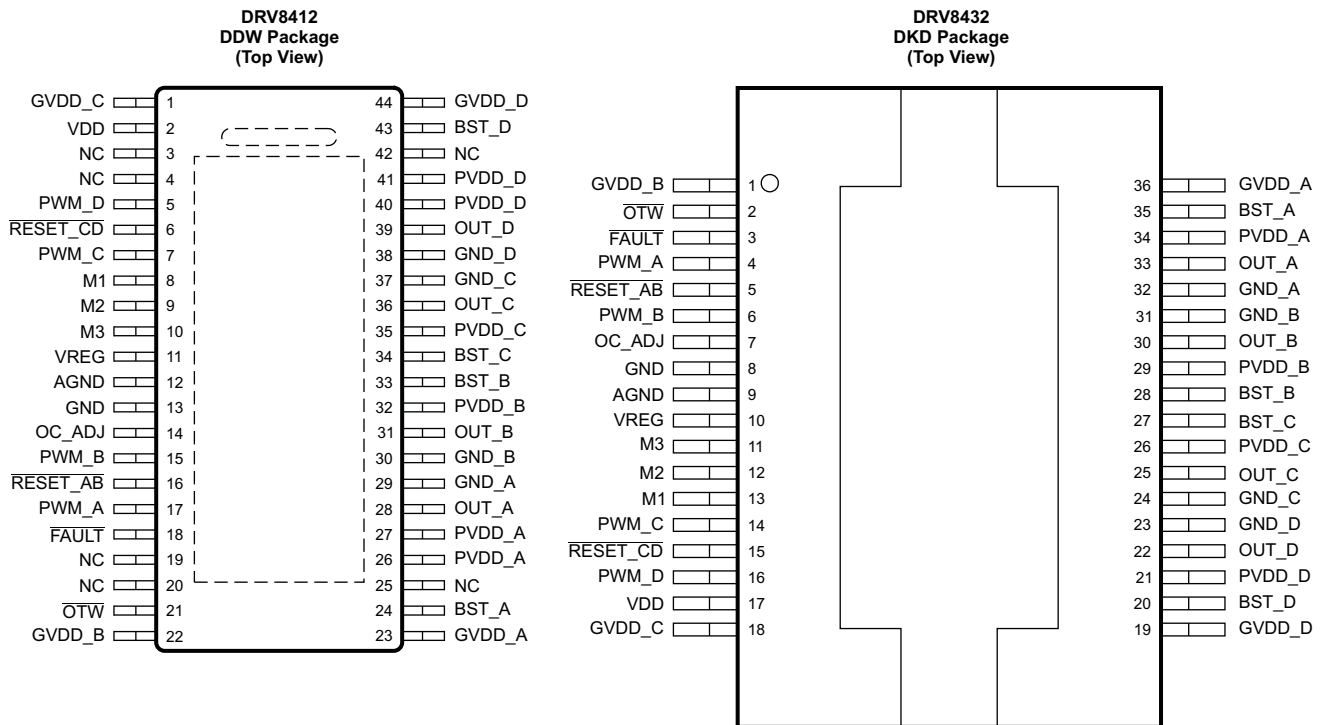 DRV8412
DDW Package
(Top View)
GVDD_C 1 44 GVDD_D
VDD 2 43 BST_D
NC 3 42 NC
NC 4 41 PVDD_D
PWM_D 5 40 PVDD_D
RESET_CD 6 39 OUT_D
PWM_C 7 38 GND_D
M1 8 37 GND_C
M2 9 36 OUT_C
M3 10 35 PVDD_C
VREG 11 34 BST_C
AGND 12 33 BST_B
GND 13 32 PVDD_B
OC_ADJ 14 31 OUT_B
PWM_B 15 30 GND_B
RESET_AB 16 29 GND_A
PWM_A 17 28 OUT_A
FAULT 18 27 PVDD_A
NC 19 26 PVDD_A
NC 20 25 NC
OTW 21 24 BST_A
GVDD_B 22 23 GVDD_A
DRV8432
DKD Package
(Top View)
GVDD_B 1 36 GVDD_A
OTW 2 35 BST_A
FAULT 3 34 PVDD_A
PWM_A 4 33 OUT_A
RESET_AB 5 32 GND_A
PWM_B 6 31 GND_B
OC_ADJ 7 30 OUT_B
GND 8 29 PVDD_B
AGND 9 28 BST_B
VREG 10 27 BST_C
M3 11 26 PVDD_C
M2 12 25 OUT_C
M1 13 24 GND_C
PWM_C 14 23 GND_D
RESET_CD 15 22 OUT_D
PWM_D 16 21 PVDD_D
VDD 17 20 BST_D
GVDD_C 18 19 GVDD_D